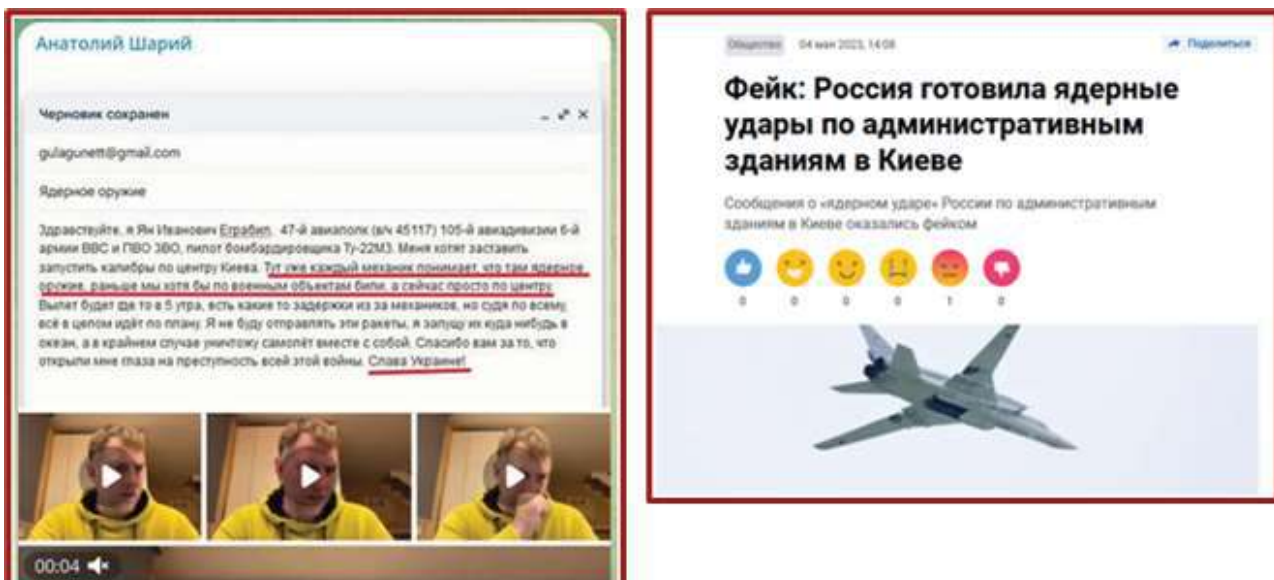 Анатолий Шарий
Черновик сохранен
gulagunett@gmail.com
Ядерное оружие
Здравствуйте, я Ян Иванович Еграбил. 47-й авиаполк (в/ч 45117) 105-й авиадивизии 6-й
армии ВВС и ПВО ЗВО, пилот бомбардировщика Ту-22М3. Меня хотят заставить
запустить калибры по центру Киева. Тут уже каждый механик понимает, что там ядерное
оружие, раньше мы хотя бы по военным объектам били, а сейчас просто по центру.
Вылет будет где то в 5 утра, есть какие то задержки из за механиков, но судя по всему,
всё в целом идёт по плану. Я не буду отправлять эти ракеты, я запущу их куда нибудь в
океан, а в крайнем случае уничтожу самолёт вместе с собой. Спасибо вам за то, что
открыли мне глаза на преступность всей этой войны. Слава Украине!
00:04
Общество 04 мая 2023, 14:08 Поделиться
Фейк: Россия готовила ядерные
удары по административным
зданиям в Киеве
Сообщения о «ядерном ударе» России по административным
зданиям в Киеве оказались фейком
0 0 0 0 1 0